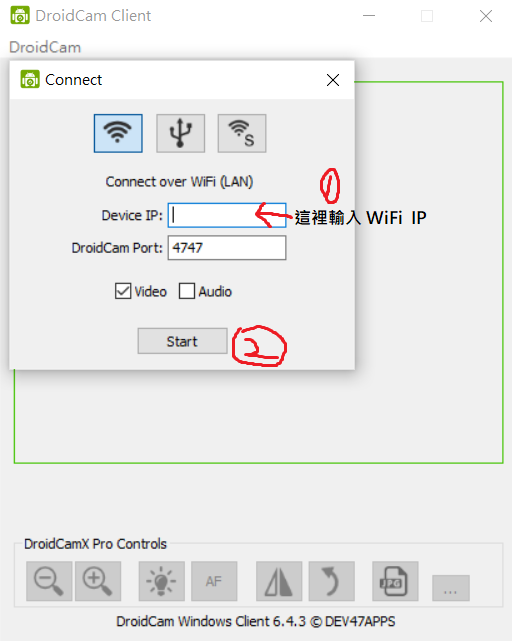 DroidCam Client
DroidCam
Connect
S
Connect over WiFi (LAN)
1
Device IP:
這裡輸入 WiFi IP
DroidCam Port: 4747
Video Audio
Start
2
DroidCamX Pro Controls
AF
JPG
...
DroidCam Windows Client 6.4.3 © DEV47APPS